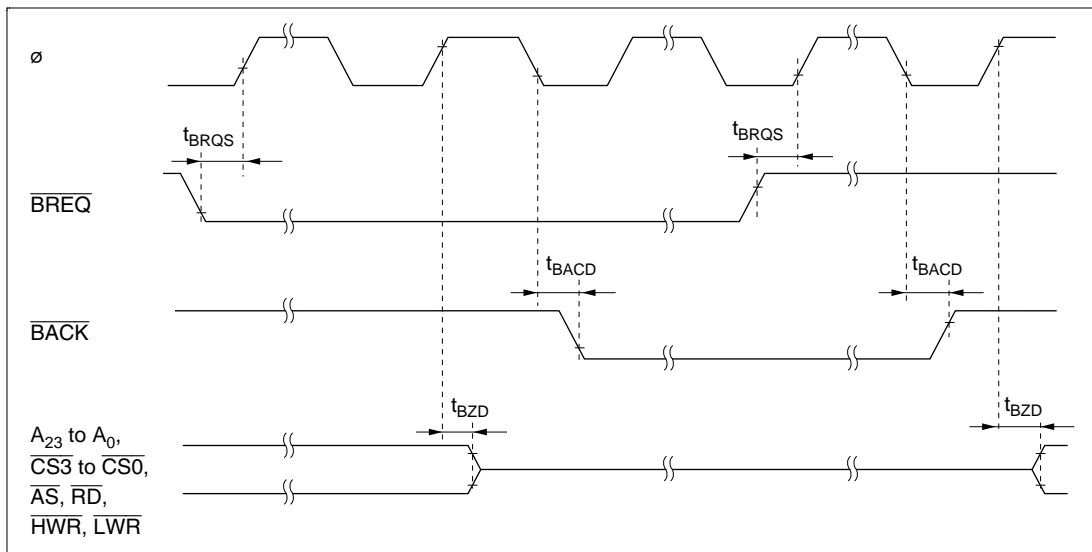 ø
tBRQS
tBRQS
BREQ
tBACD
tBACD
BACK
tBZD
tBZD
A23 to A0,
CS3 to CS0,
AS, RD,
HWR, LWR